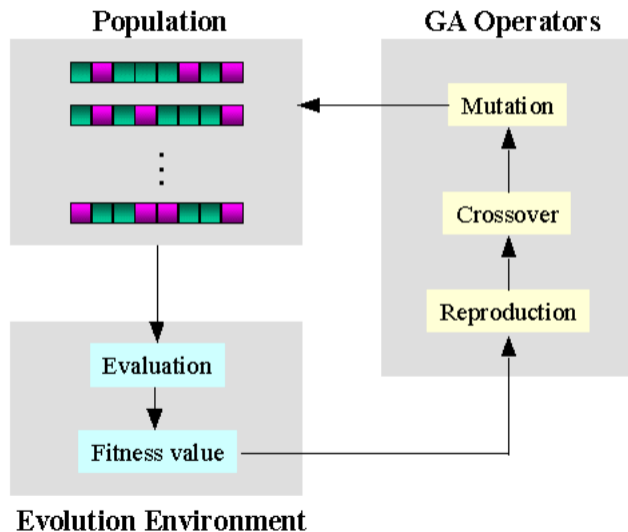 Population
GA Operators
Mutation
Crossover
Reproduction
Evaluation
Fitness value
Evolution Environment